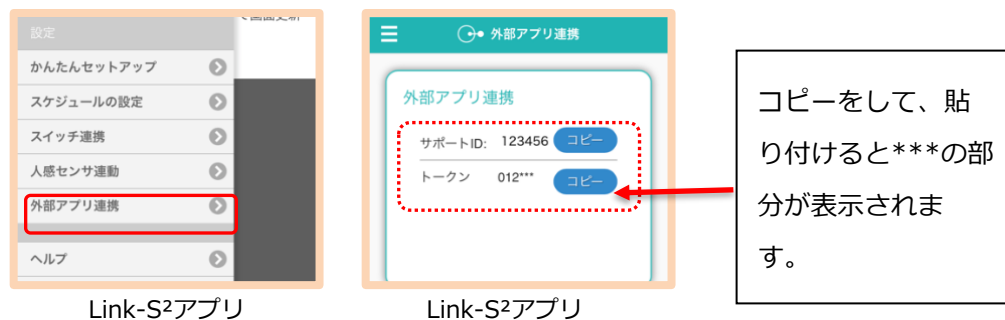 設定
かんたんセットアップ
スケジュールの設定
スイッチ連携
人感センサ連動
外部アプリ連携
ヘルプ
Link-S²アプリ
外部アプリ連携
外部アプリ連携
サポートID: 123456 コピー
トークン 012*** コピー
Link-S²アプリ
コピーをして、貼
り付けると***の部
分が表示されま
す。